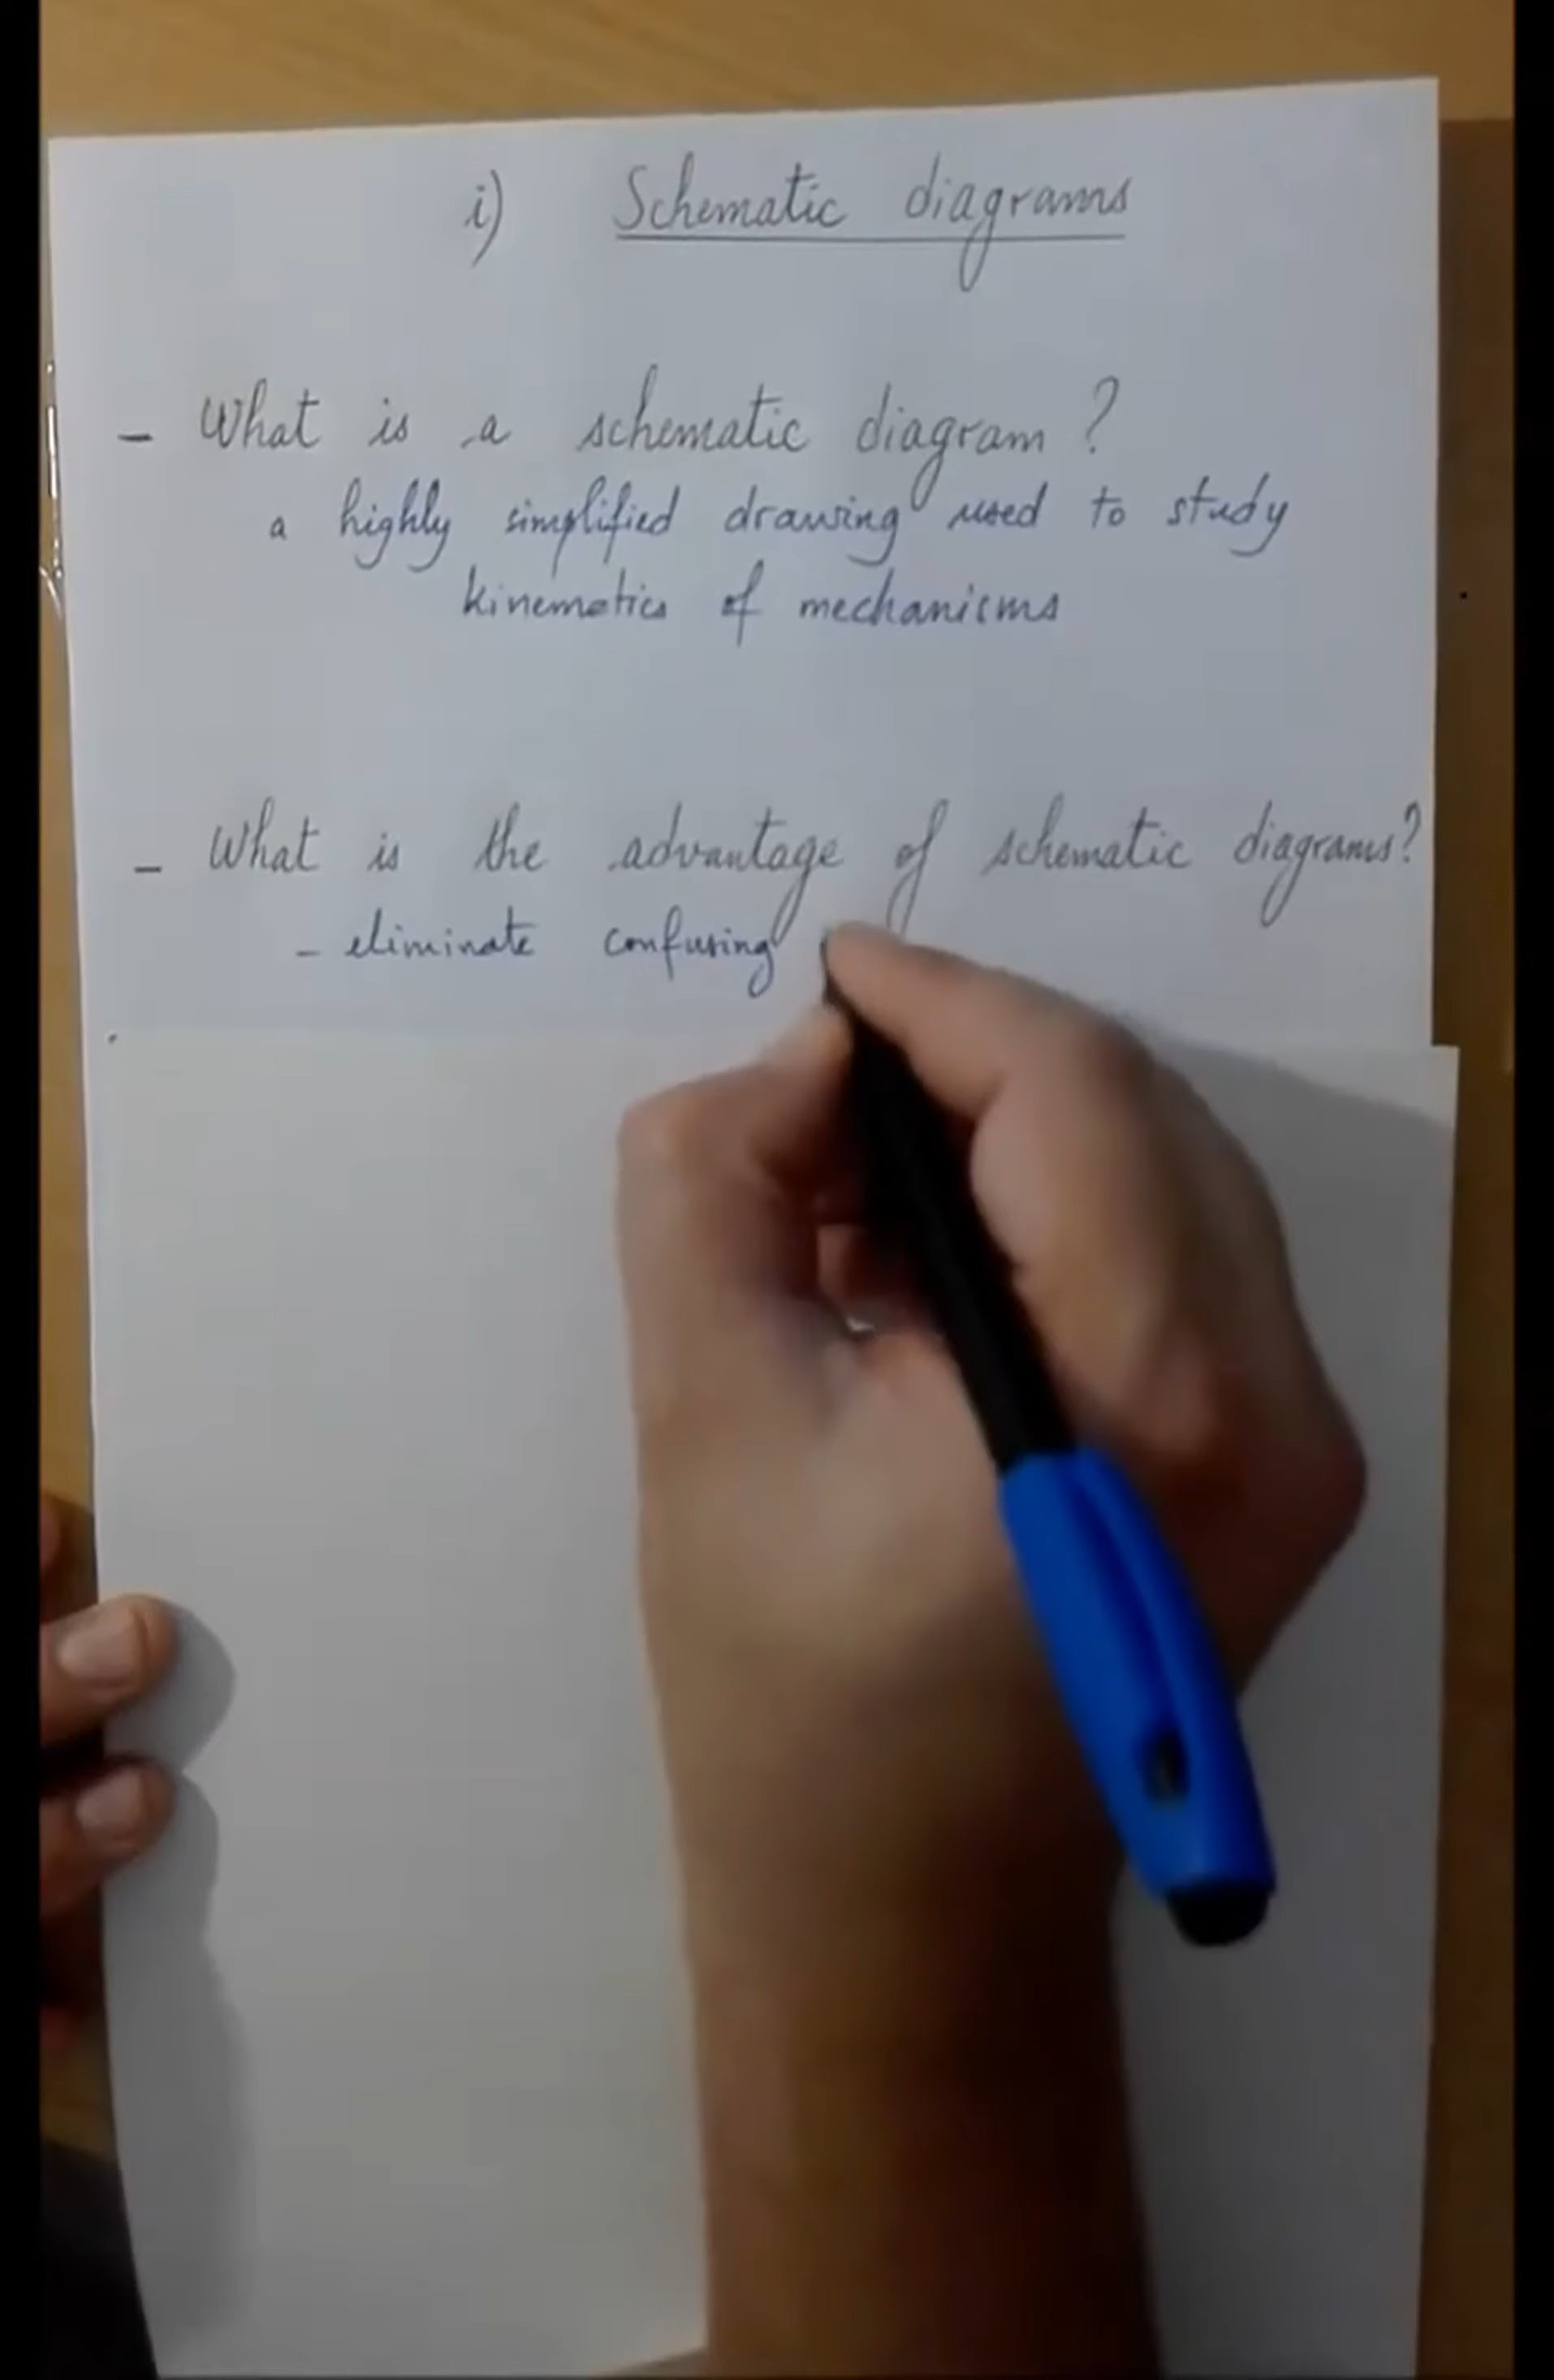 i) Schematic diagrams
- What is a schematic diagram ?
a highly simplified drawing used to study
kinematics of mechanisms
- What is the advantage of schematic diagrams?
- eliminate confusing